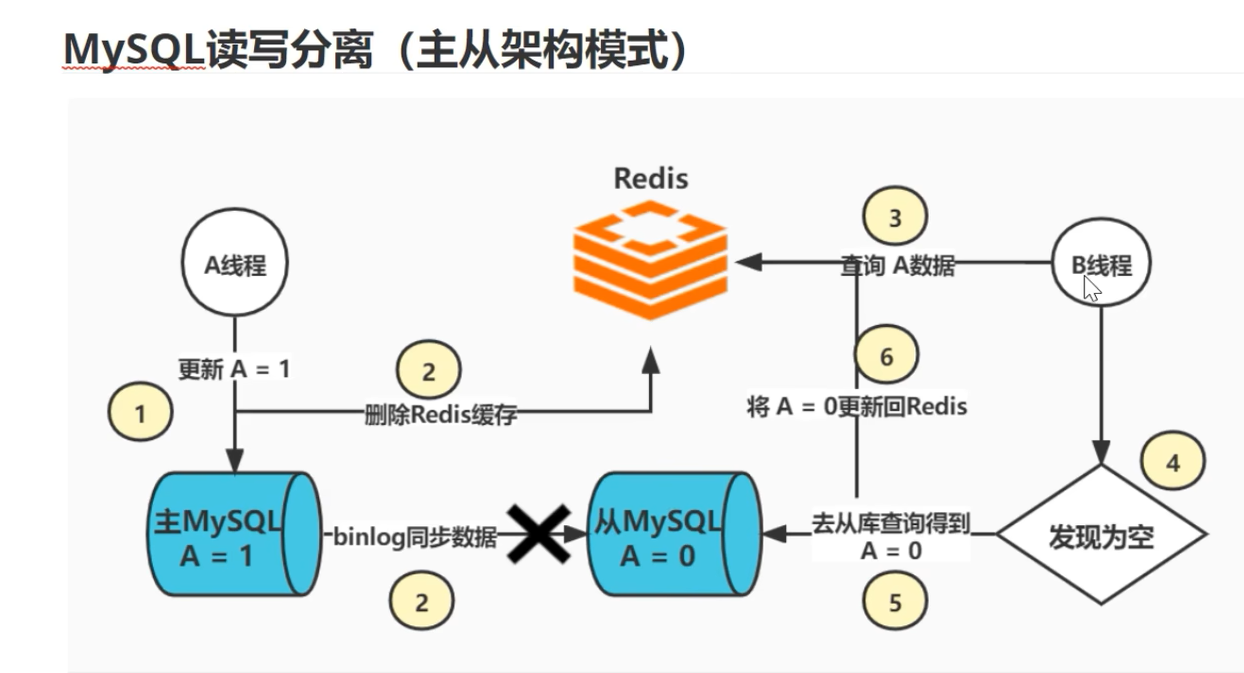 MySQL读写分离（主从架构模式）
Redis
3
A线程
查询 A数据
B线程
更新 A = 1
2
6
1
删除Redis缓存
将 A = 0更新回Redis
4
主MySQL
A = 1
binlog同步数据
从MySQL
A = 0
去从库查询得到
A = 0
发现为空
2
5